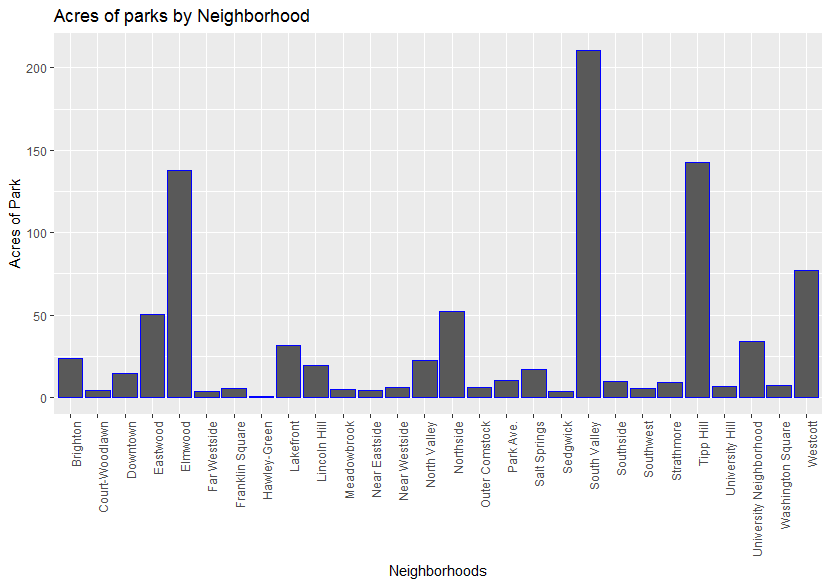 Acres of parks by Neighborhood
Acres of Park
200
150
100
50
0
Brighton
Court-Woodlawn
Downtown
Eastwood
Elmwood
Far Westside
Franklin Square
Hawley-Green
Lakefront
Lincoln Hill
Meadowbrook
Near Eastside
Near Westside
North Valley
Northside
Outer Comstock
Park Ave.
Salt Springs
Sedgwick
South Valley
Southside
Southwest
Strathmore
Tipp Hill
University Hill
University Neighborhood
Washington Square
Westcott
Neighborhoods